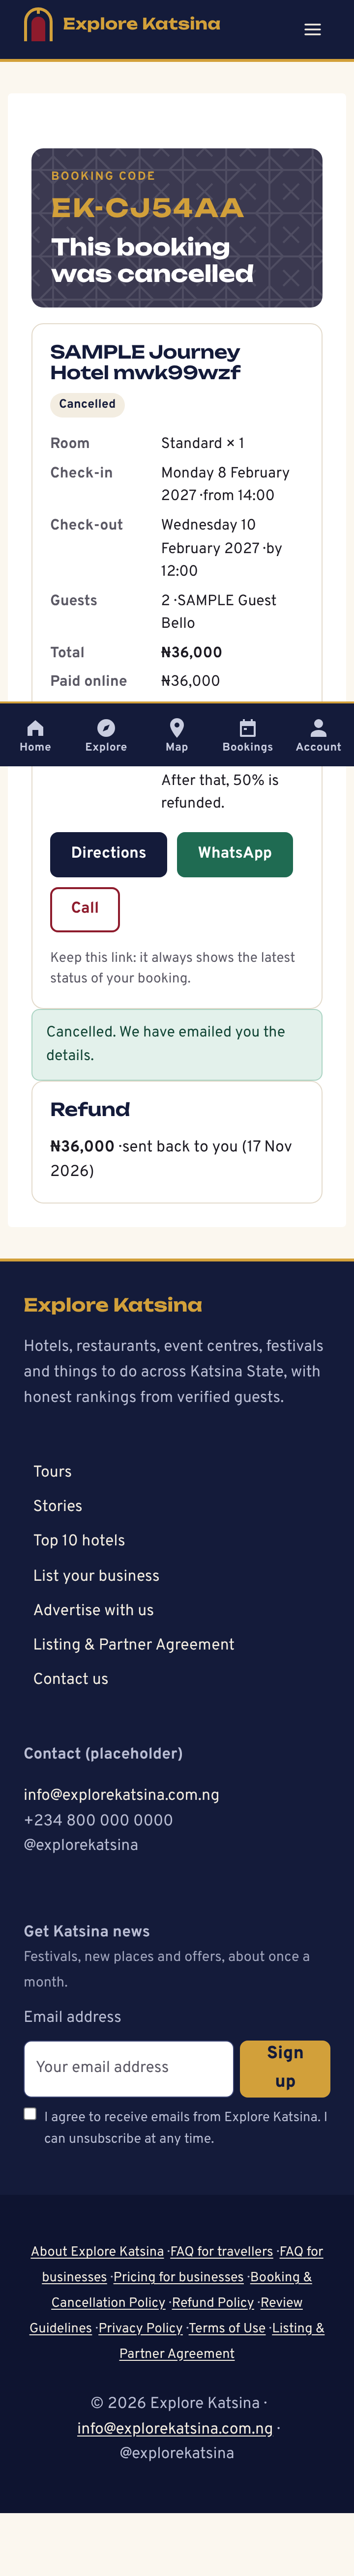 Explore Katsina
BOOKING CODE
EK-CJ54AA
This booking
was cancelled
SAMPLE Journey
Hotel mwk99wzf
Cancelled
Room Standard × 1
Check-in Monday 8 February
2027 ·from 14:00
Check-out Wednesday 10
February 2027 ·by
12:00
Guests 2 ·SAMPLE Guest
Bello
Total ₦36,000
Paid online ₦36,000
Home Explore Map Bookings Account
After that, 50% is
refunded.
Directions WhatsApp
Call
Keep this link: it always shows the latest
status of your booking.
Cancelled. We have emailed you the
details.
Refund
₦36,000 ·sent back to you (17 Nov
2026)
Explore Katsina
Hotels, restaurants, event centres, festivals
and things to do across Katsina State, with
honest rankings from verified guests.
Tours
Stories
Top 10 hotels
List your business
Advertise with us
Listing & Partner Agreement
Contact us
Contact (placeholder)
info@explorekatsina.com.ng
+234 800 000 0000
@explorekatsina
Get Katsina news
Festivals, new places and offers, about once a
month.
Email address
Your email address Sign
up
I agree to receive emails from Explore Katsina. I
can unsubscribe at any time.
About Explore Katsina ·FAQ for travellers ·FAQ for
businesses ·Pricing for businesses ·Booking &
Cancellation Policy ·Refund Policy ·Review
Guidelines ·Privacy Policy ·Terms of Use ·Listing &
Partner Agreement
© 2026 Explore Katsina ·
info@explorekatsina.com.ng ·
@explorekatsina